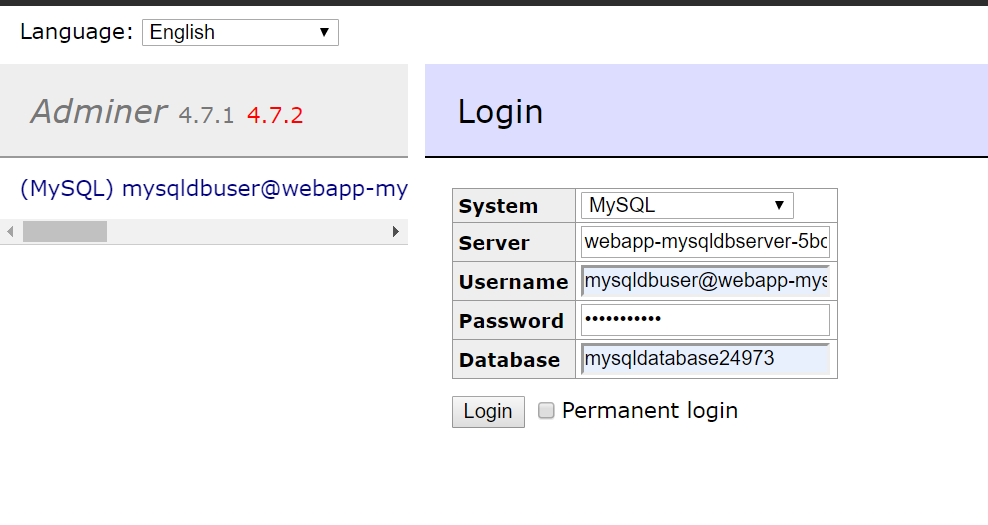 Language: English
Adminer 4.7.1 4.7.2
Login
(MySQL) mysqldbuser@webapp-my
System MySQL
Server webapp-mysqldbserver-5bc
Username mysqldbuser@webapp-mys
Password •••••••••••
Database mysqldatabase24973
Login Permanent login